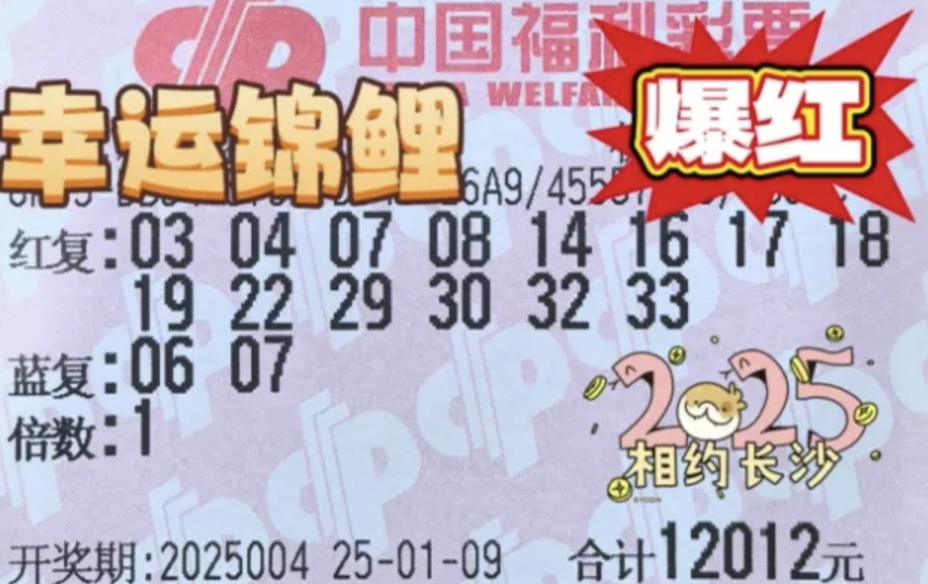 中国福利彩票
WELFA
幸运锦鲤
爆红
6A9/4555
红复:03 04 07 08 14 16 17 18
19 22 29 30 32 33
蓝复:06 07
倍数:1
2025
相约长沙
开奖期:2025004 25-01-09 合计12012元